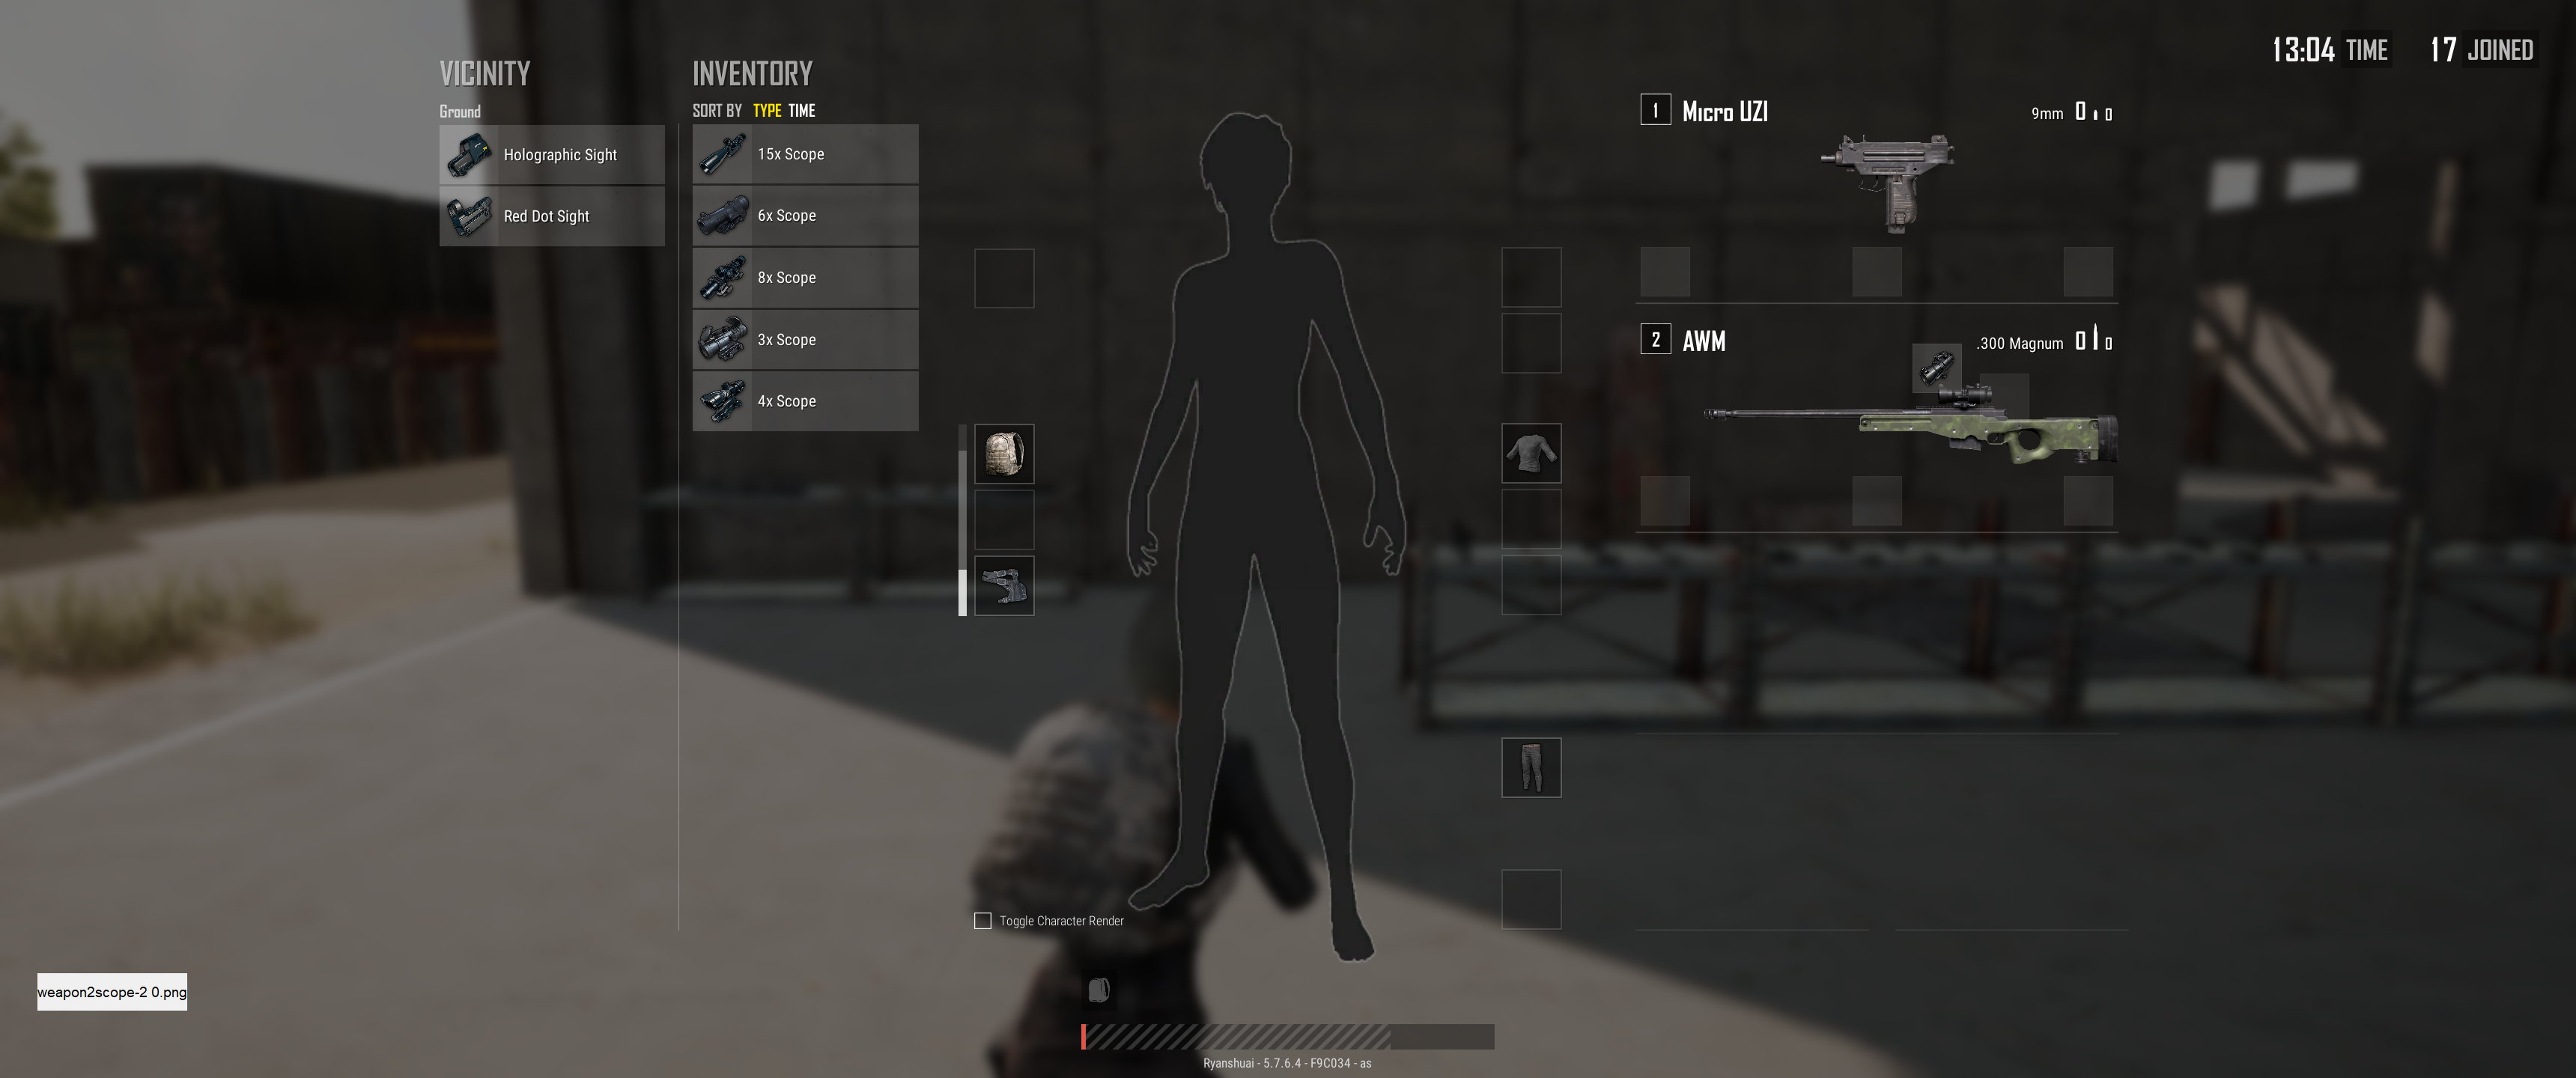 13:04 TIME 17 JOINED
VICINITY
Ground
Holographic Sight
Red Dot Sight
INVENTORY
SORT BY TYPE TIME
15x Scope
6x Scope
8x Scope
3x Scope
4x Scope
Toggle Character Render
1 Micro UZI 9mm 0 0
2 AWM .300 Magnum 0 0
weapon2scope-2 0.png
Ryanshuai - 5.7.6.4 - F9C034 - as